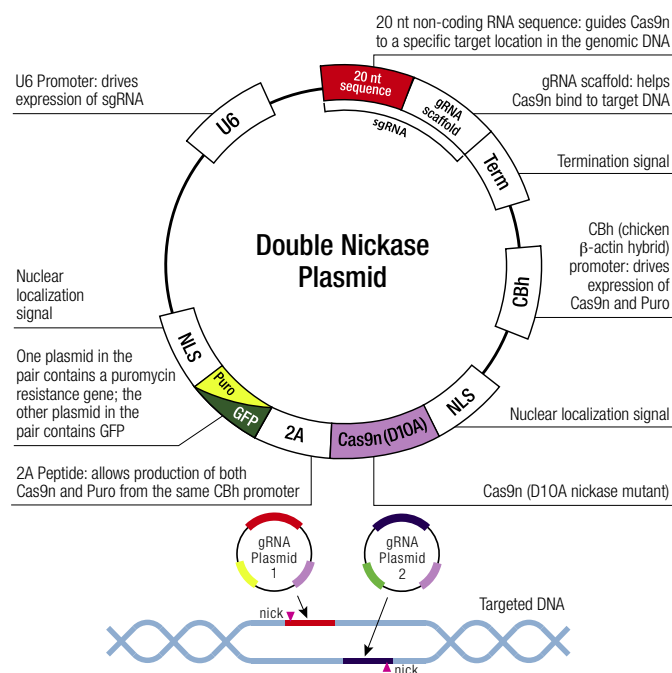 20 nt non-coding RNA sequence: guides Cas9n
to a specific target location in the genomic DNA
U6 Promoter: drives
expression of sgRNA
gRNA scaffold: helps
Cas9n bind to target DNA
20 nt
sequence
gRNA
scaffold
sgRNA
U6
Term
Termination signal
Double Nickase
Plasmid
CBh (chicken
β-actin hybrid)
promoter: drives
expression of
Cas9n and Puro
CBh
Nuclear
localization
signal
NLS
One plasmid in the
pair contains a puromycin
resistance gene; the
other plasmid in the
pair contains GFP
Puro
GFP
2A
Cas9n (D10A)
NLS
Nuclear localization signal
2A Peptide: allows production of both
Cas9n and Puro from the same CBh promoter
Cas9n (D10A nickase mutant)
gRNA
Plasmid
1
gRNA
Plasmid
2
Targeted DNA
nick
nick